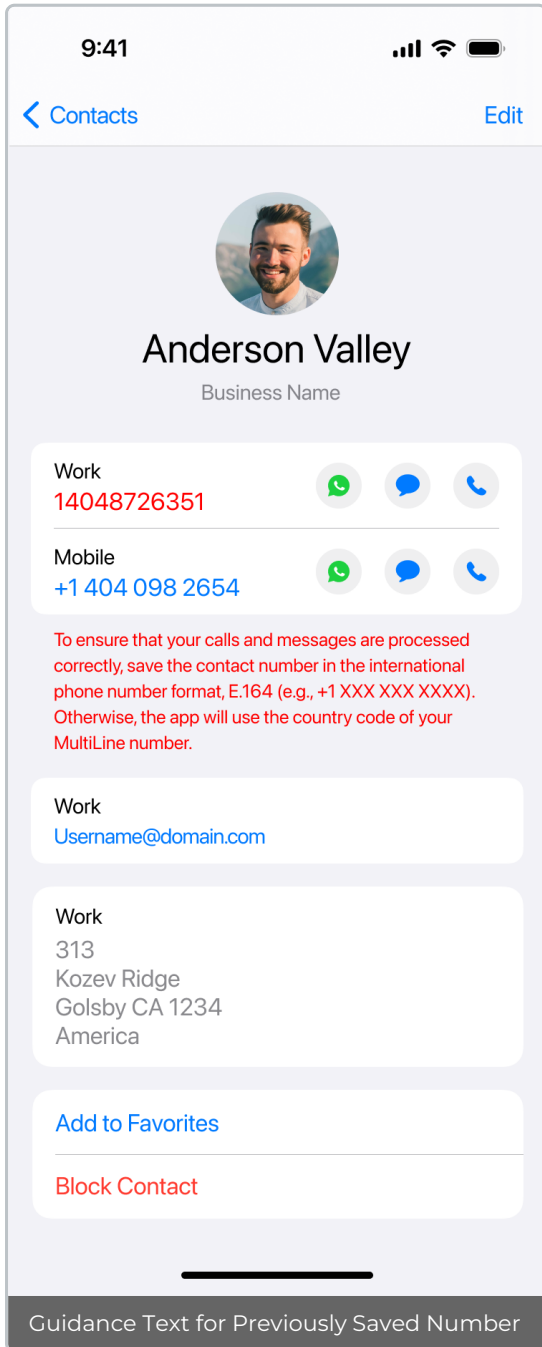 9:41
Contacts
Edit
Anderson Valley
Business Name
Work
14048726351
Mobile
+1 404 098 2654
To ensure that your calls and messages are processed
correctly, save the contact number in the international
phone number format, E.164 (e.g., +1 XXX XXX XXXX).
Otherwise, the app will use the country code of your
MultiLine number.
Work
Username@domain.com
Work
313
Kozev Ridge
Golsby CA 1234
America
Add to Favorites
Block Contact
Guidance Text for Previously Saved Number